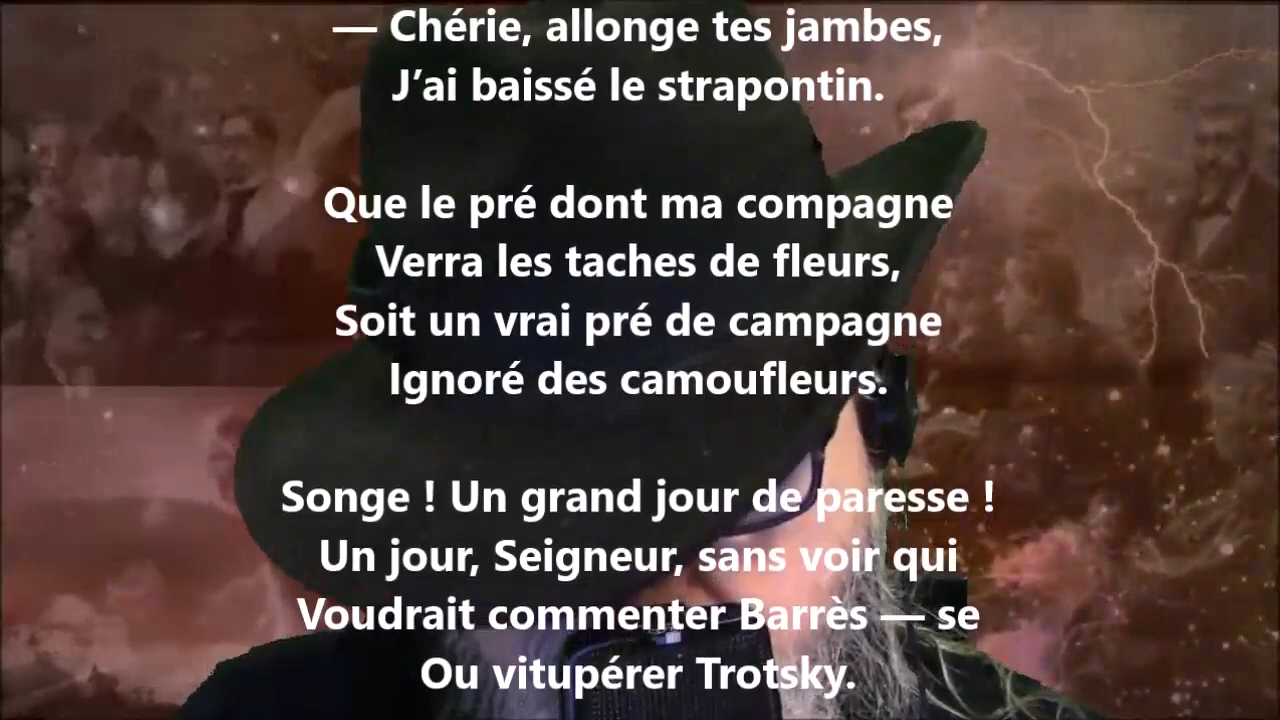 — Chérie, allonge tes jambes,
J’ai baissé le strapontin.
Que le pré dont ma compagne
Verra les taches de fleurs,
Soit un vrai pré de campagne
Ignoré des camoufleurs.
Songe ! Un grand jour de paresse !
Un jour, Seigneur, sans voir qui
Voudrait commenter Barrès — se
Ou vitupérer Trotsky.